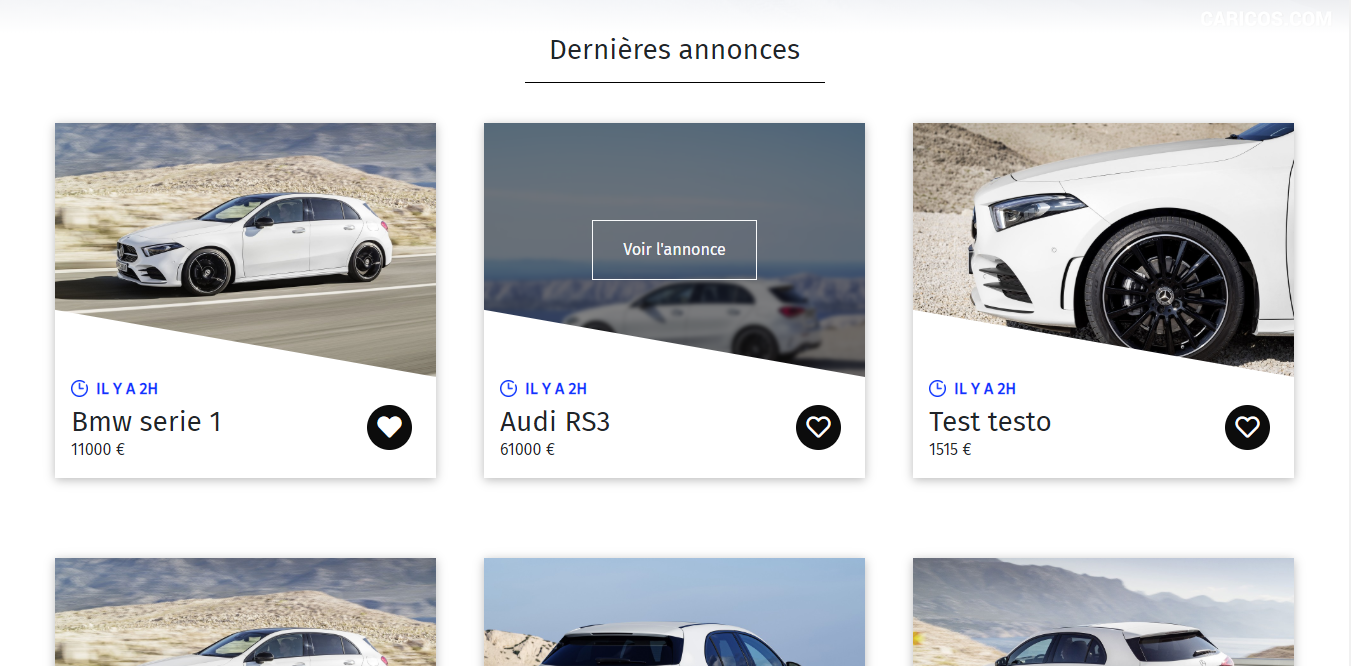 CARICOS.COM
Dernières annonces
Voir l'annonce
IL Y A 2H
Bmw serie 1
11000 €
IL Y A 2H
Audi RS3
61000 €
IL Y A 2H
Test testo
1515 €